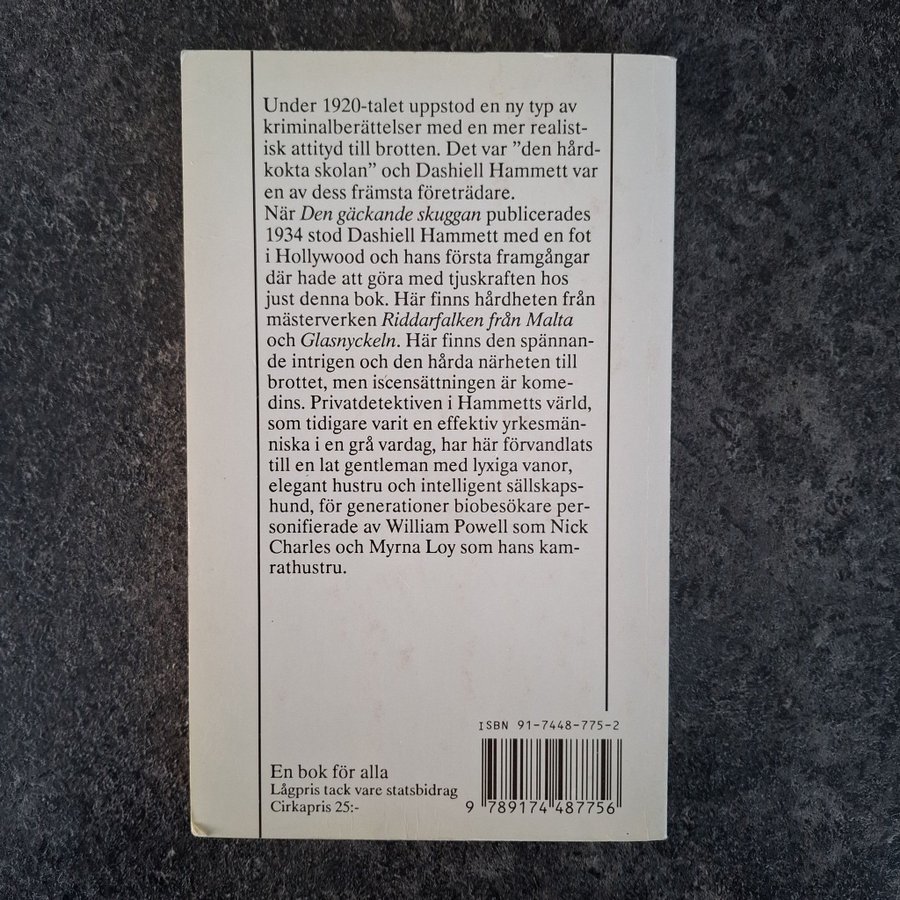 Under 1920-talet uppstod en ny typ av
kriminalberättelser med en mer realist-
isk attityd till brotten. Det var ”den hård-
kokta skolan” och Dashiell Hammett var
en av dess främsta företrädare.
När Den gäckande skuggan publicerades
1934 stod Dashiell Hammett med en fot
i Hollywood och hans första framgångar
där hade att göra med tjuskraften hos
just denna bok. Här finns hårdheten från
mästerverken Riddarfalken från Malta
och Glasnyckeln. Här finns den spännan-
de intrigen och den hårda närheten till
brottet, men iscensättningen är kome-
dins. Privatdetektiven i Hammetts värld,
som tidigare varit en effektiv yrkesmän-
niska i en grå vardag, har här förvandlats
till en lat gentleman med lyxiga vanor,
elegant hustru och intelligent sällskaps-
hund, för generationer biobesökare per-
sonifierade av William Powell som Nick
Charles och Myrna Loy som hans kam-
rathustru.
ISBN 91-7448-775-2
En bok för alla
Lågpris tack vare statsbidrag
Cirkapris 25:-
9 789174 487756